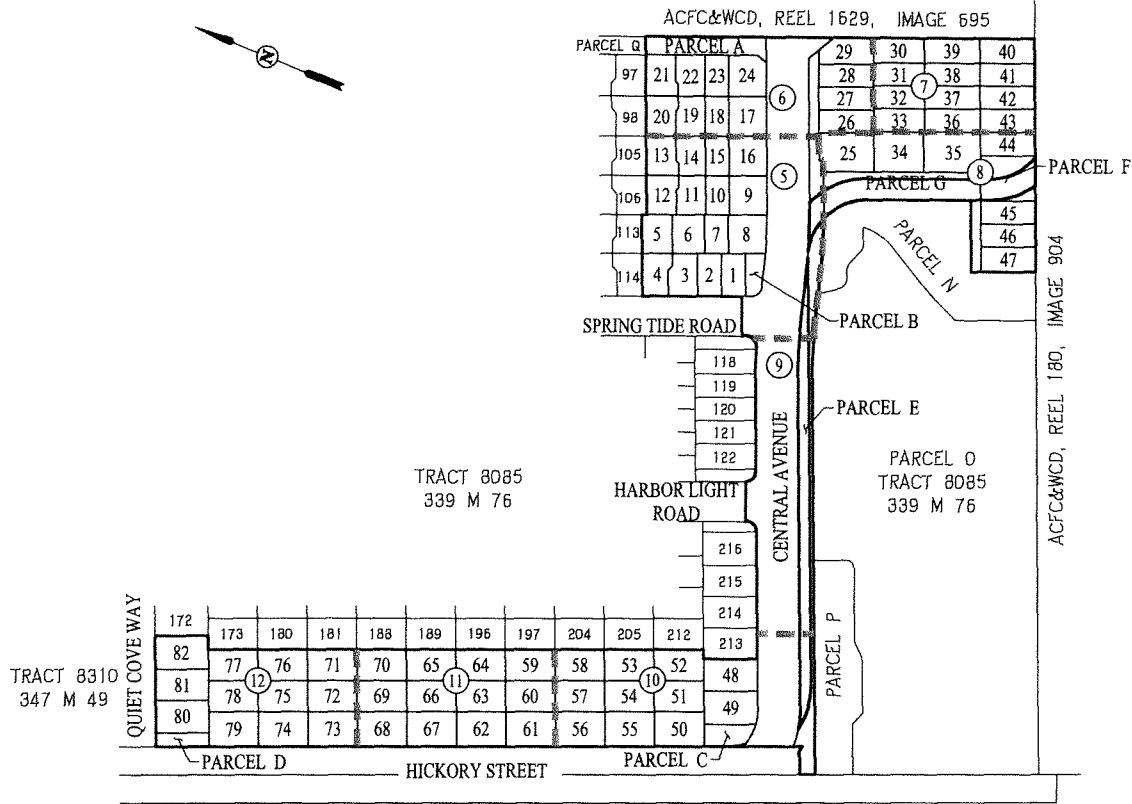 ACFC&WCD, REEL 1629, IMAGE 695
N
PARCEL Q PARCEL A
97 21 22 23 24
98 20 19 18 17
6
105 13 14 15 16
5
106 12 11 10 9
113 5 6 7 8
114 4 3 2 1
29 30 39 40
28 31 38 41
7
27 32 37 42
26 33 36 43
44
25 34 35
8
PARCEL F
PARCEL G
45
46
47
PARCEL N
PARCEL B
SPRING TIDE ROAD
9
118
119
120
121
122
PARCEL E
CENTRAL AVENUE
TRACT 8085
339 M 76
PARCEL O
TRACT 8085
339 M 76
ACFC&WCD, REEL 180, IMAGE 904
HARBOR LIGHT
ROAD
216
215
214
213
PARCEL P
QUIET COVE WAY
TRACT 8310
347 M 49
172
173 180 181 188 189 196 197 204 205 212
82 77 76 71 70 65 64 59 58 53 52
12 11 10
81 78 75 72 69 66 63 60 57 54 51 48
80 79 74 73 68 67 62 61 56 55 50 49
PARCEL D
PARCEL C
HICKORY STREET